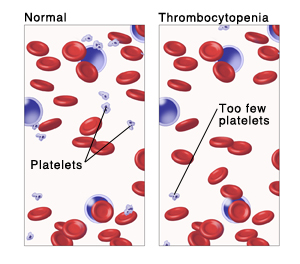 Normal
Thrombocytopenia
Too few
platelets
Platelets